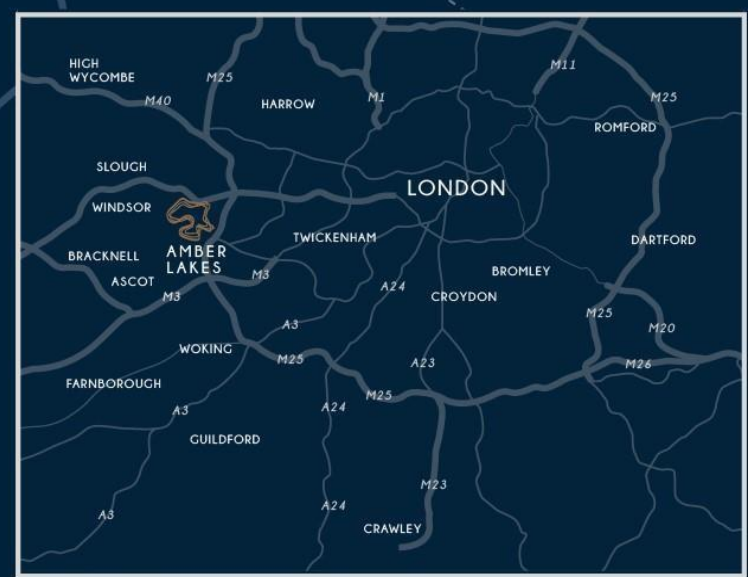 HIGH
WYCOMBE
M25
M40
HARROW
M1
M11
M25
ROMFORD
SLOUGH
WINDSOR
LONDON
BRACKNELL
AMBER
LAKES
TWICKENHAM
DARTFORD
ASCOT
M3
M3
A24
BROMLEY
CROYDON
A3
M25
M20
WOKING
M25
A23
M26
FARNBOROUGH
A3
A24
M25
GUILDFORD
A3
A24
M23
CRAWLEY